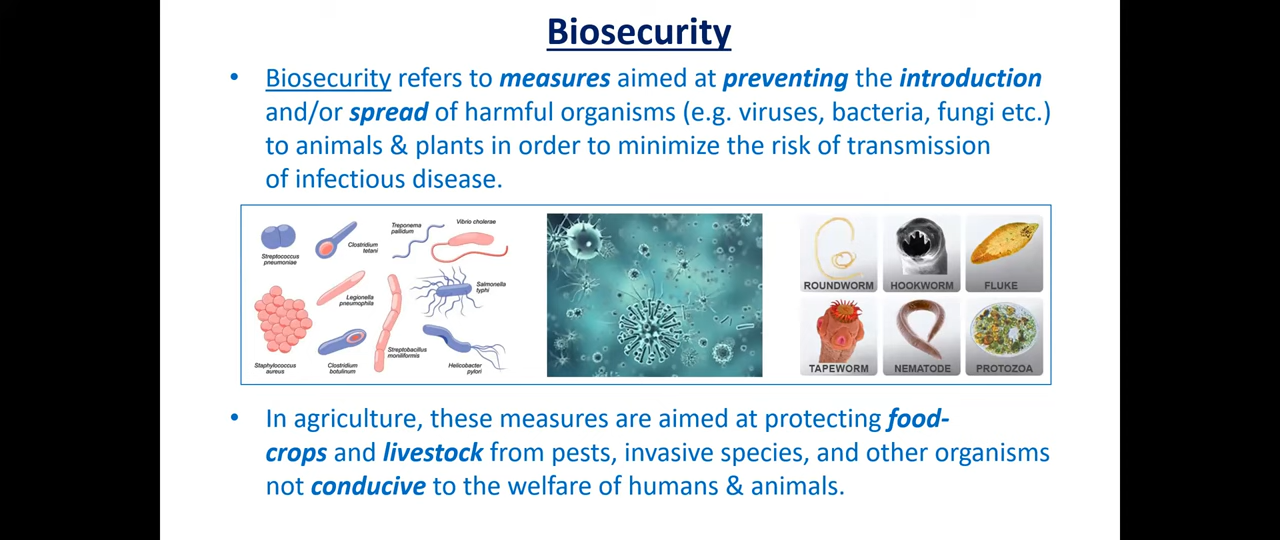 Biosecurity
• Biosecurity refers to measures aimed at preventing the introduction
and/or spread of harmful organisms (e.g. viruses, bacteria, fungi etc.)
to animals & plants in order to minimize the risk of transmission
of infectious disease.
Streptococcus
pneumoniae
Clostridium
tetani
Treponema
pallidum
Vibrio cholerae
Legionella
pneumophila
Salmonella
typhi
Staphylococcus
aureus
Clostridium
botulinum
Streptobacillus
moniliformis
Helicobacter
pylori
ROUNDWORM
HOOKWORM
FLUKE
TAPEWORM
NEMATODE
PROTOZOA
• In agriculture, these measures are aimed at protecting food-
crops and livestock from pests, invasive species, and other organisms
not conducive to the welfare of humans & animals.